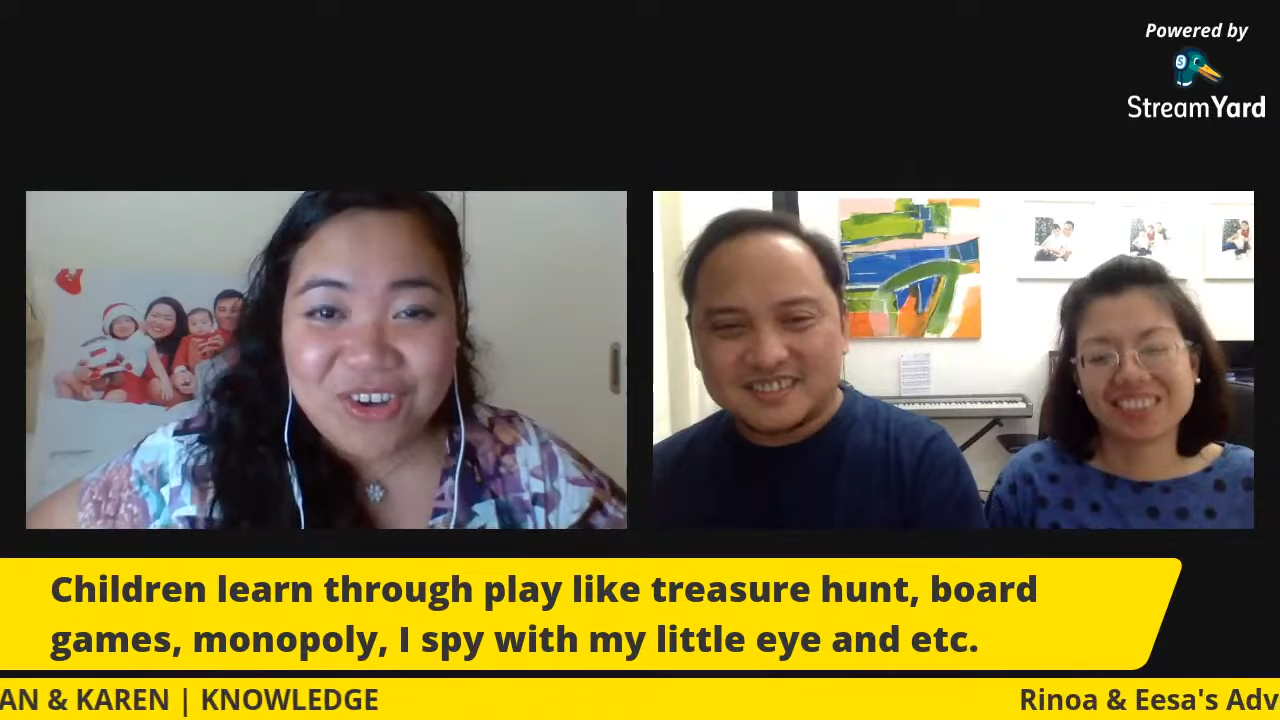 Powered by
S
StreamYard
Children learn through play like treasure hunt, board
games, monopoly, I spy with my little eye and etc.
AN & KAREN | KNOWLEDGE
Rinoa & Eesa's Adv